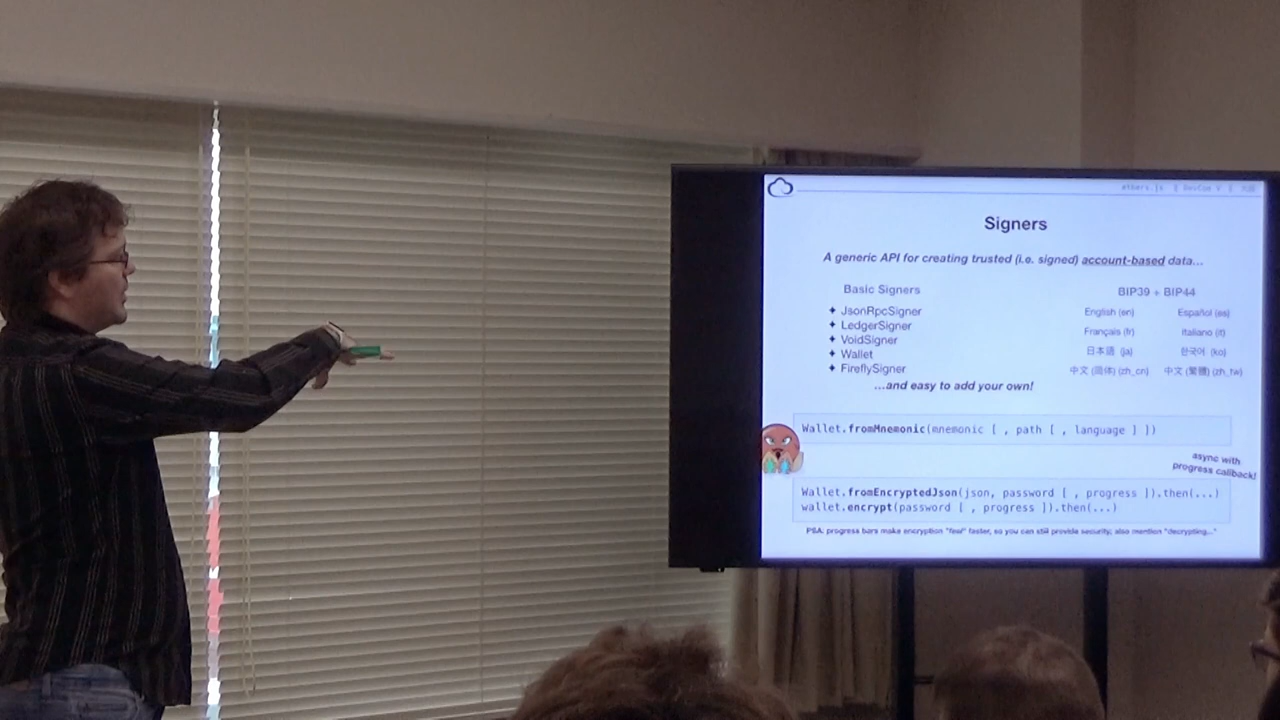 ethers.js | DevCon V |
Signers
A generic API for creating trusted (i.e. signed) account-based data...
Basic Signers
✦ JsonRpcSigner
✦ LedgerSigner
✦ VoidSigner
✦ Wallet
✦ FireflySigner
...and easy to add your own!
BIP39 + BIP44
English (en) Español (es)
Français (fr) Italiano (it)
日本語 (ja) 한국어 (ko)
中文 (简体) (zh_cn) 中文 (繁體) (zh_tw)
Wallet.fromMnemonic(mnemonic [ , path [ , language ] ])
async with
progress callback!
Wallet.fromEncryptedJson(json, password [ , progress ]).then(...)
wallet.encrypt(password [ , progress ]).then(...)
PSA: progress bars make encryption "feel" faster, so you can still provide security; also mention "decrypting..."